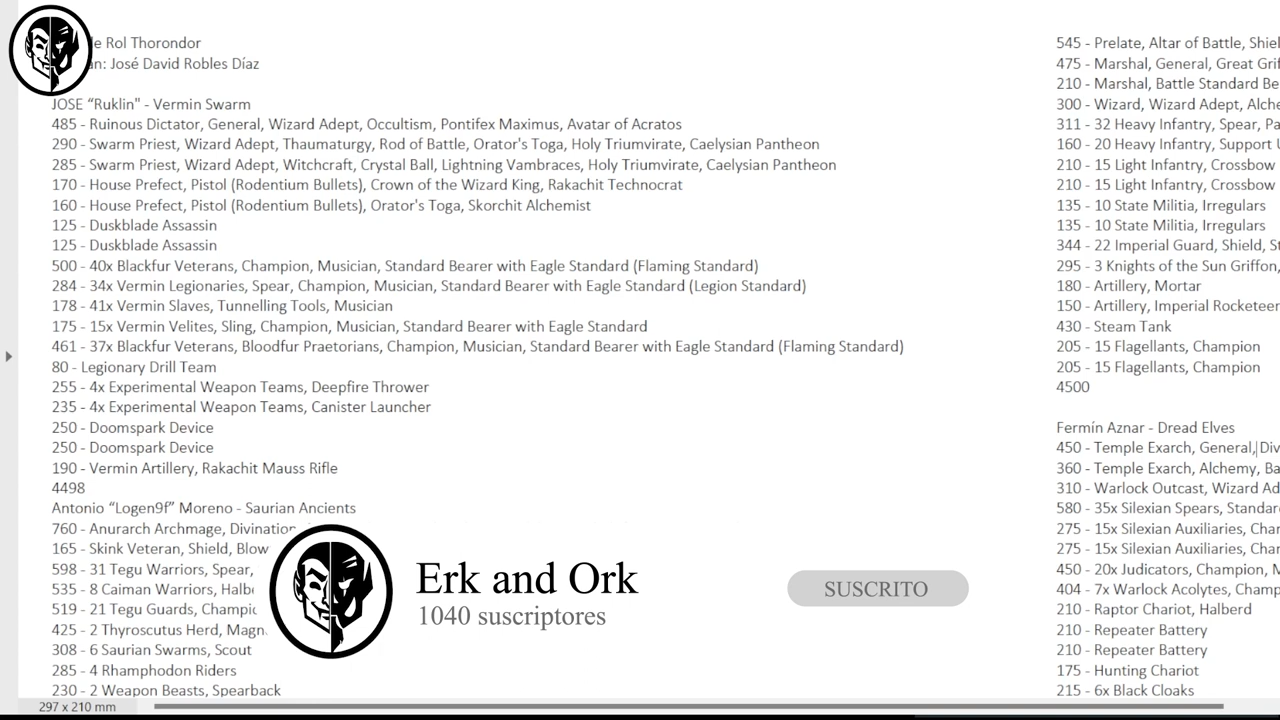 de Rol Thorondor
an: José David Robles Díaz
JOSE “Ruklin" - Vermin Swarm
485 - Ruinous Dictator, General, Wizard Adept, Occultism, Pontifex Maximus, Avatar of Acratos
290 - Swarm Priest, Wizard Adept, Thaumaturgy, Rod of Battle, Orator's Toga, Holy Triumvirate, Caelysian Pantheon
285 - Swarm Priest, Wizard Adept, Witchcraft, Crystal Ball, Lightning Vambraces, Holy Triumvirate, Caelysian Pantheon
170 - House Prefect, Pistol (Rodentium Bullets), Crown of the Wizard King, Rakachit Technocrat
160 - House Prefect, Pistol (Rodentium Bullets), Orator's Toga, Skorchit Alchemist
125 - Duskblade Assassin
125 - Duskblade Assassin
500 - 40x Blackfur Veterans, Champion, Musician, Standard Bearer with Eagle Standard (Flaming Standard)
284 - 34x Vermin Legionaries, Spear, Champion, Musician, Standard Bearer with Eagle Standard (Legion Standard)
178 - 41x Vermin Slaves, Tunnelling Tools, Musician
175 - 15x Vermin Velites, Sling, Champion, Musician, Standard Bearer with Eagle Standard
461 - 37x Blackfur Veterans, Bloodfur Praetorians, Champion, Musician, Standard Bearer with Eagle Standard (Flaming Standard)
80 - Legionary Drill Team
255 - 4x Experimental Weapon Teams, Deepfire Thrower
235 - 4x Experimental Weapon Teams, Canister Launcher
250 - Doomspark Device
250 - Doomspark Device
190 - Vermin Artillery, Rakachit Mauss Rifle
4498
Antonio “Logen9f” Moreno - Saurian Ancients
760 - Anurarch Archmage, Divination,
165 - Skink Veteran, Shield, Blow
598 - 31 Tegu Warriors, Spear,
535 - 8 Caiman Warriors, Halb
519 - 21 Tegu Guards, Champi
425 - 2 Thyroscutus Herd, Magn
308 - 6 Saurian Swarms, Scout
285 - 4 Rhamphodon Riders
230 - 2 Weapon Beasts, Spearback
545 - Prelate, Altar of Battle, Shiel
475 - Marshal, General, Great Grif
210 - Marshal, Battle Standard Be
300 - Wizard, Wizard Adept, Alche
311 - 32 Heavy Infantry, Spear, Pa
160 - 20 Heavy Infantry, Support U
210 - 15 Light Infantry, Crossbow
210 - 15 Light Infantry, Crossbow
135 - 10 State Militia, Irregulars
135 - 10 State Militia, Irregulars
344 - 22 Imperial Guard, Shield, St
295 - 3 Knights of the Sun Griffon,
180 - Artillery, Mortar
150 - Artillery, Imperial Rocketeer
430 - Steam Tank
205 - 15 Flagellants, Champion
205 - 15 Flagellants, Champion
4500
Fermín Aznar - Dread Elves
450 - Temple Exarch, General, Div
360 - Temple Exarch, Alchemy, Ba
310 - Warlock Outcast, Wizard Ad
580 - 35x Silexian Spears, Standar
275 - 15x Silexian Auxiliaries, Cha
275 - 15x Silexian Auxiliaries, Cha
450 - 20x Judicators, Champion, M
404 - 7x Warlock Acolytes, Champ
210 - Raptor Chariot, Halberd
210 - Repeater Battery
210 - Repeater Battery
175 - Hunting Chariot
215 - 6x Black Cloaks
Erk and Ork
1040 suscriptores
SUSCRITO
297 x 210 mm